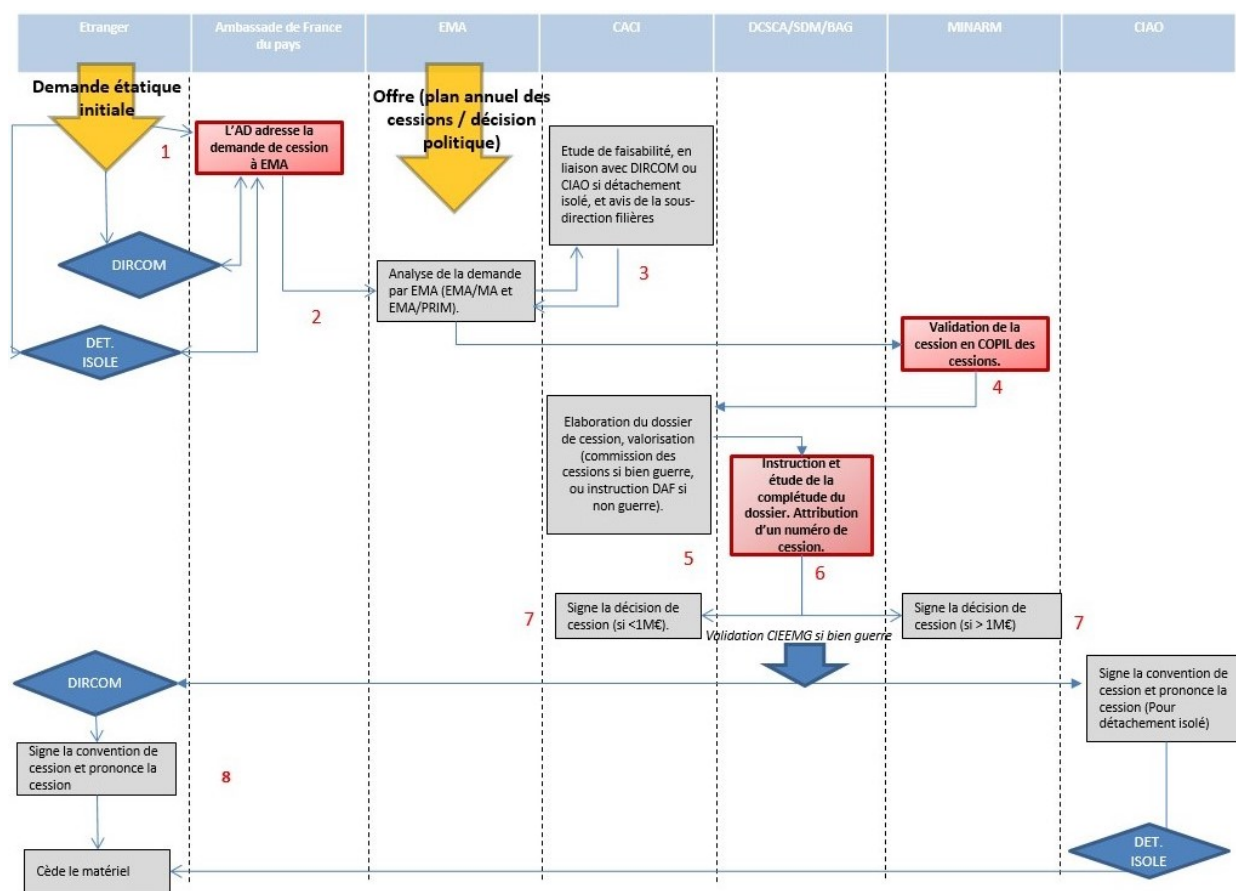 Etranger
Ambassade de France
du pays
EMA
CACI
DCSCA/SDM/BAG
MINARM
CIAO
Demande étatique
initiale
Offre (plan annuel des
cessions / décision
politique)
1
L'AD adresse la
demande de cession
à EMA
Etude de faisabilité, en
liaison avec DIRCOM ou
CIAO si détachement
isolé, et avis de la sous-
direction filières
DIRCOM
Analyse de la demande
par EMA (EMA/MA et
EMA/PRIM).
3
2
DET.
ISOLE
Validation de la
cession en COPIL des
cessions.
4
Elaboration du dossier
de cession, valorisation
(commission des
cessions si bien guerre,
ou instruction DAF si
non guerre).
Instruction et
étude de la
complétude du
dossier. Attribution
d'un numéro de
cession.
5
6
7
Signe la décision de
cession (si <1M€).
Signe la décision de
cession (si > 1M€)
7
Validation CIEEMG si bien guerre
DIRCOM
Signe la convention de
cession et prononce la
cession (Pour
détachement isolé)
Signe la convention de
cession et prononce la
cession
8
DET.
ISOLE
Cède le matériel